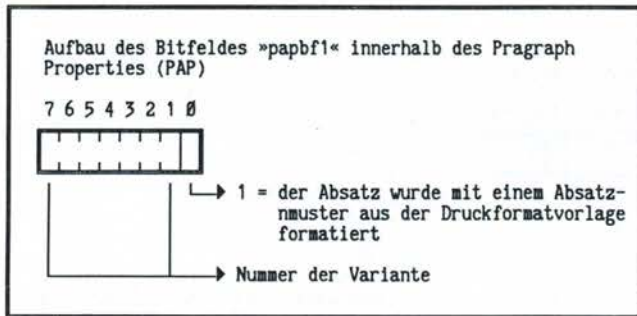 Aufbau des Bitfeldes »papbf1« innerhalb des Pragraph
Properties (PAP)
7 6 5 4 3 2 1 0
1 = der Absatz wurde mit einem Absatz-
nmuster aus der Druckformatvorlage
formatiert
Nummer der Variante